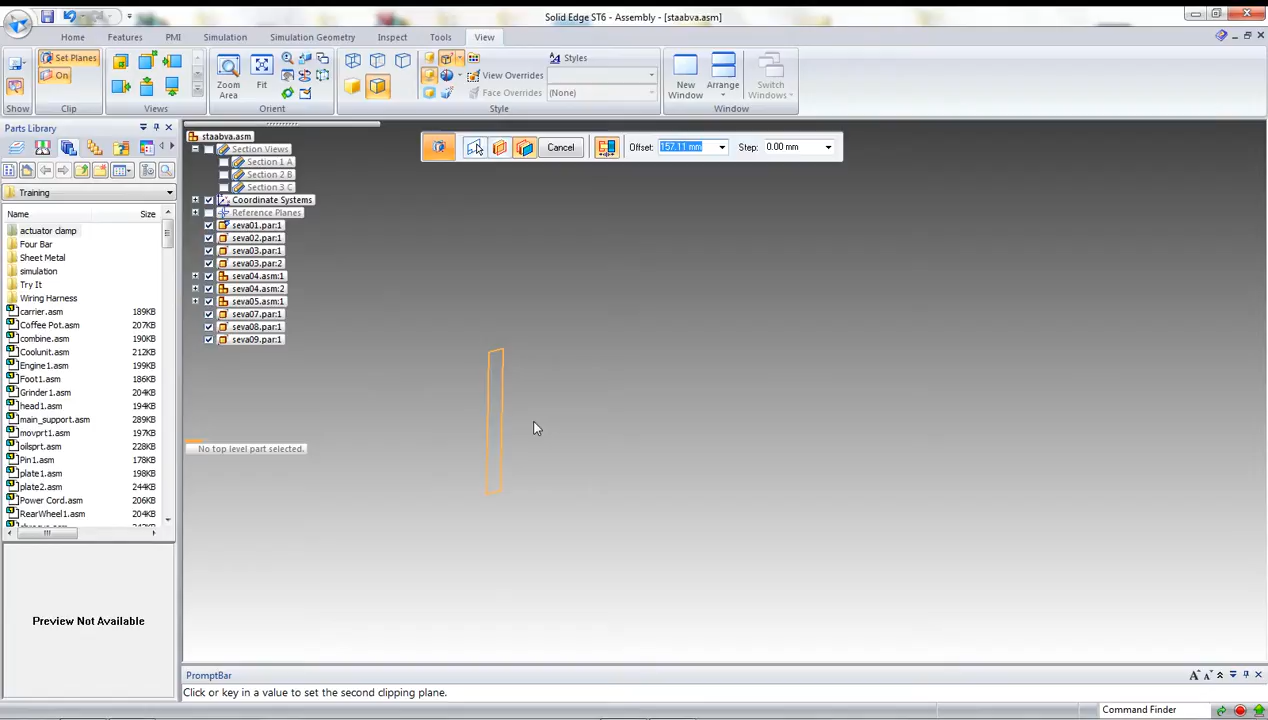 Solid Edge ST6 - Assembly - [staabva.asm]
Home Features PMI Simulation Simulation Geometry Inspect Tools View
Set Planes
On
Show Clip
Views
Zoom Area Fit
Orient
Styles
View Overrides
Face Overrides (None)
Style
New Window Arrange Switch Windows
Window
Parts Library
Training
Name Size
actuator clamp
Four Bar
Sheet Metal
simulation
Try It
Wiring Harness
carrier.asm 189KB
Coffee Pot.asm 207KB
combine.asm 190KB
Coolunit.asm 212KB
Engine1.asm 199KB
Foot1.asm 186KB
Grinder1.asm 204KB
head1.asm 194KB
main_support.asm 289KB
movprt1.asm 197KB
oilsprt.asm 228KB
Pin1.asm 178KB
plate1.asm 198KB
plate2.asm 244KB
Power Cord.asm 206KB
RearWheel1.asm 204KB
Preview Not Available
staabva.asm
Section Views
Section 1 A
Section 2 B
Section 3 C
Coordinate Systems
Reference Planes
seva01.par:1
seva02.par:1
seva03.par:1
seva03.par:2
seva04.asm:1
seva04.asm:2
seva05.asm:1
seva07.par:1
seva08.par:1
seva09.par:1
No top level part selected.
Cancel Offset: 157.11 mm Step: 0.00 mm
PromptBar
Click or key in a value to set the second clipping plane.
Command Finder